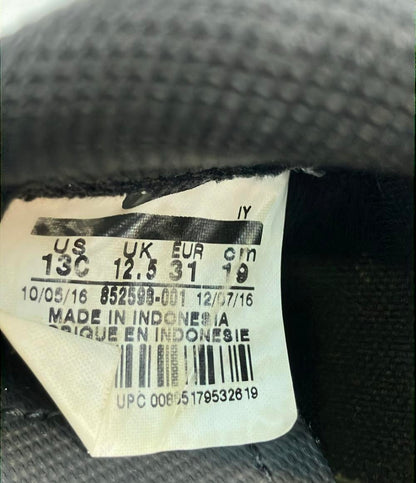 IY
US UK EUR cm
13C 12.5 31 19
10/05/16 852599-001 12/07/16
MADE IN INDONESIA
EN INDONESIE
UPC 00885179532619